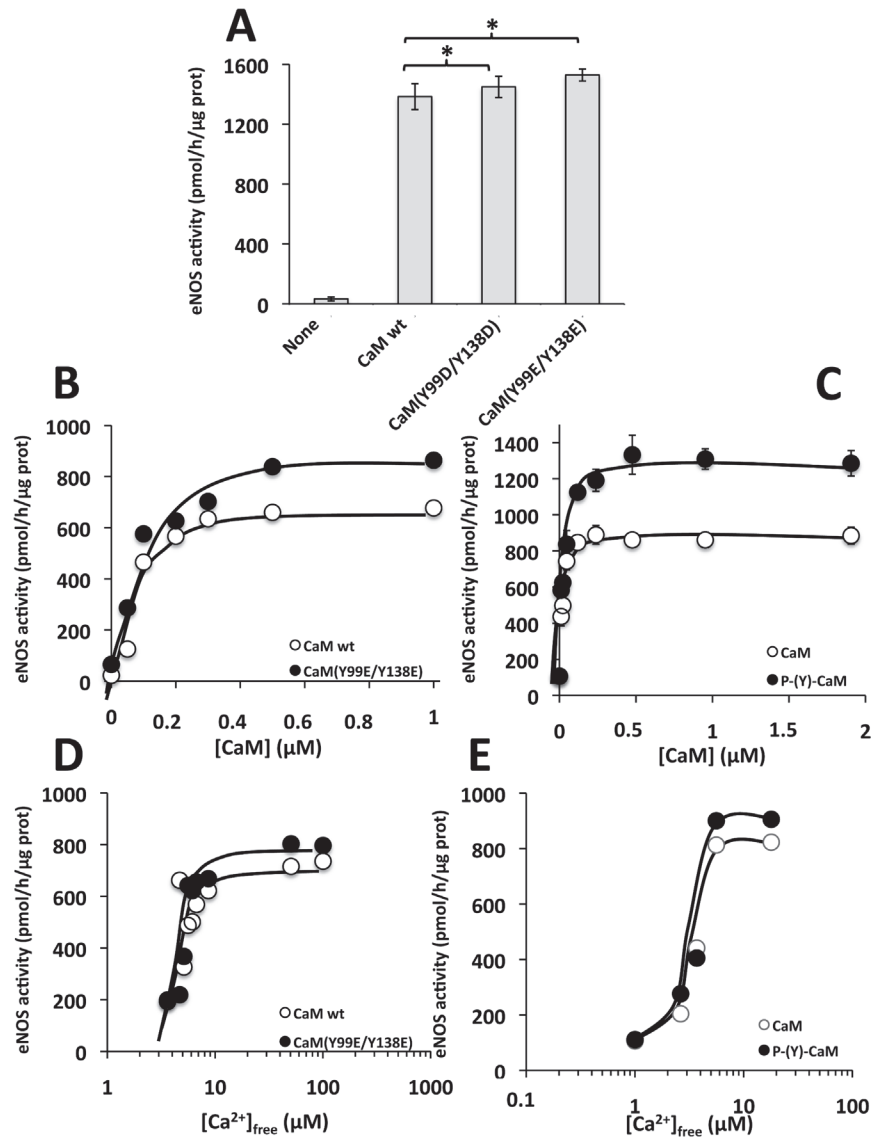 A
*
*
eNOS activity (pmol/h/μg prot)
1600
1200
800
400
0
None
CaM wt
CaM(Y99D/Y138D)
CaM(Y99E/Y138E)
B
eNOS activity (pmol/h/μg prot)
1000
800
600
400
200
0
CaM wt
CaM(Y99E/Y138E)
0 0.2 0.4 0.6 0.8 1
[CaM] (μM)
C
eNOS activity (pmol/h/μg prot)
1400
1200
1000
800
600
400
200
0
CaM
P-(Y)-CaM
0 0.5 1 1.5 2
[CaM] (μM)
D
eNOS activity (pmol/h/μg prot)
1000
800
600
400
200
0
CaM wt
CaM(Y99E/Y138E)
1 10 100 1000
[Ca²⁺]free (μM)
E
eNOS activity (pmol/h/μg prot)
1000
800
600
400
200
0
CaM
P-(Y)-CaM
0.1 1 10 100
[Ca²⁺]free (μM)